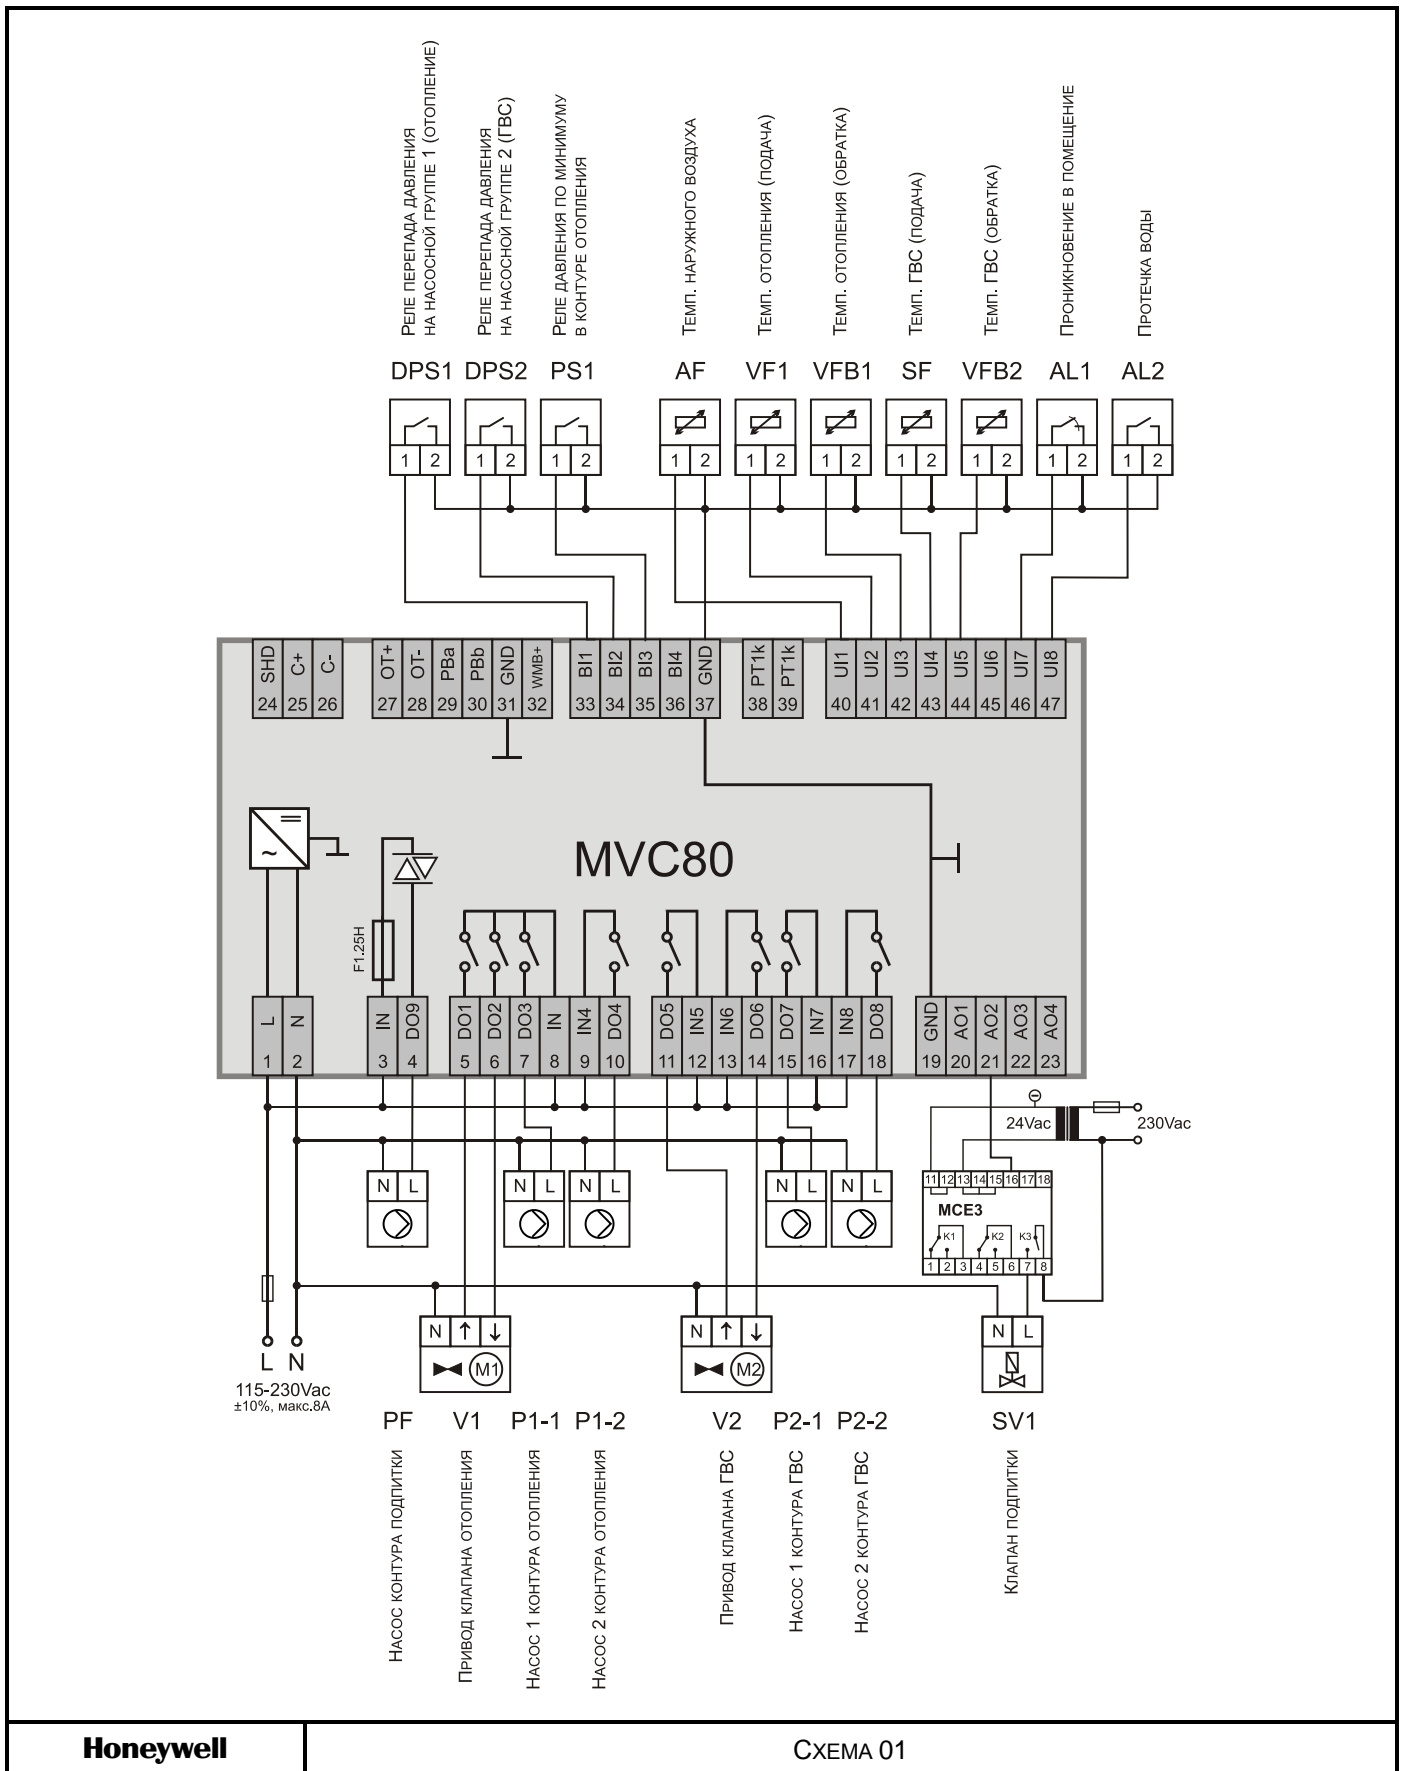 Реле перепада давления
на насосной группе 1 (отопление)
Реле перепада давления
на насосной группе 2 (ГВС)
Реле давления по минимуму
в контуре отопления
Темп. наружного воздуха
Темп. отопления (подача)
Темп. отопления (обратка)
Темп. ГВС (подача)
Темп. ГВС (обратка)
Проникновение в помещение
Протечка воды
DPS1 DPS2 PS1 AF VF1 VFB1 SF VFB2 AL1 AL2
1 2 1 2 1 2 1 2 1 2 1 2 1 2 1 2 1 2 1 2
SHD C+ C- OT+ OT- PBa PBb GND WMB+ BI1 BI2 BI3 BI4 GND PT1k PT1k UI1 UI2 UI3 UI4 UI5 UI6 UI7 UI8
24 25 26 27 28 29 30 31 32 33 34 35 36 37 38 39 40 41 42 43 44 45 46 47
MVC80
F1.25H
L N IN DO9 DO1 DO2 DO3 IN IN4 DO4 DO5 IN5 IN6 DO6 DO7 IN7 IN8 DO8 GND AO1 AO2 AO3 AO4
1 2 3 4 5 6 7 8 9 10 11 12 13 14 15 16 17 18 19 20 21 22 23
24Vac 230Vac
N L N L N L N L N L
11 12 13 14 15 16 17 18
MCE3
K1 K2 K3
1 2 3 4 5 6 7 8
N ↑ ↓ N ↑ ↓ N L
M1 M2
L N
115-230Vac
±10%, макс.8А
PF V1 P1-1 P1-2 V2 P2-1 P2-2 SV1
Насос контура подпитки
Привод клапана отопления
Насос 1 контура отопления
Насос 2 контура отопления
Привод клапана ГВС
Насос 1 контура ГВС
Насос 2 контура ГВС
Клапан подпитки
Honeywell
Схема 01